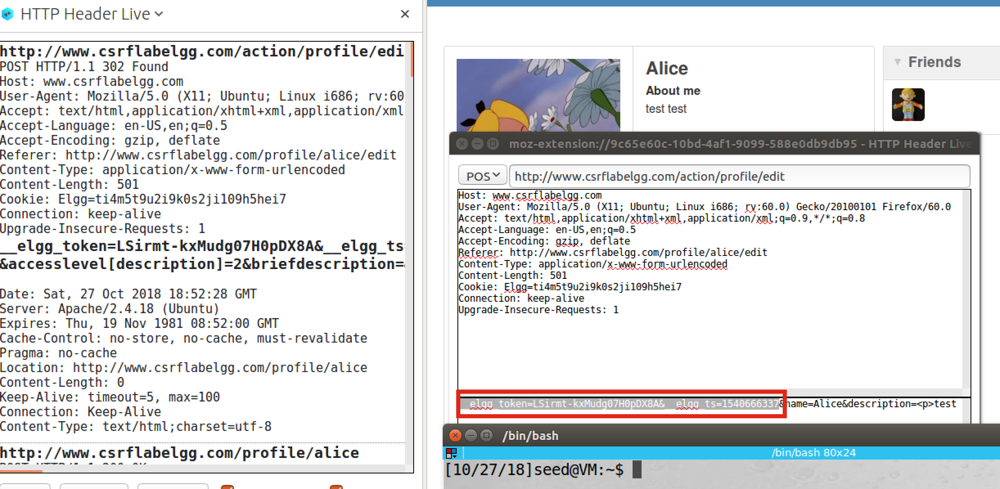 HTTP Header Live
http://www.csrflabelgg.com/action/profile/edi
POST HTTP/1.1 302 Found
Host: www.csrflabelgg.com
User-Agent: Mozilla/5.0 (X11; Ubuntu; Linux i686; rv:60
Accept: text/html,application/xhtml+xml,application/xml
Accept-Language: en-US,en;q=0.5
Accept-Encoding: gzip, deflate
Referer: http://www.csrflabelgg.com/profile/alice/edit
Content-Type: application/x-www-form-urlencoded
Content-Length: 501
Cookie: Elgg=ti4m5t9u2i9k0s2ji109h5hei7
Connection: keep-alive
Upgrade-Insecure-Requests: 1
__elgg_token=LSirmt-kxMudg07H0pDX8A&__elgg_ts=
&accesslevel[description]=2&briefdescription=
Date: Sat, 27 Oct 2018 18:52:28 GMT
Server: Apache/2.4.18 (Ubuntu)
Expires: Thu, 19 Nov 1981 08:52:00 GMT
Cache-Control: no-store, no-cache, must-revalidate
Pragma: no-cache
Location: http://www.csrflabelgg.com/profile/alice
Content-Length: 0
Keep-Alive: timeout=5, max=100
Connection: Keep-Alive
Content-Type: text/html;charset=utf-8
http://www.csrflabelgg.com/profile/alice
Alice
About me
test test
Friends
moz-extension://9c65e60c-10bd-4af1-9099-588e0db9db95 - HTTP Header Live
POS http://www.csrflabelgg.com/action/profile/edit
Host: www.csrflabelgg.com
User-Agent: Mozilla/5.0 (X11; Ubuntu; Linux i686; rv:60.0) Gecko/20100101 Firefox/60.0
Accept: text/html,application/xhtml+xml,application/xml;q=0.9,*/*;q=0.8
Accept-Language: en-US,en;q=0.5
Accept-Encoding: gzip, deflate
Referer: http://www.csrflabelgg.com/profile/alice/edit
Content-Type: application/x-www-form-urlencoded
Content-Length: 501
Cookie: Elgg=ti4m5t9u2i9k0s2ji109h5hei7
Connection: keep-alive
Upgrade-Insecure-Requests: 1
__elgg_token=LSirmt-kxMudg07H0pDX8A&__elgg_ts=1540666337&name=Alice&description=<p>test
/bin/bash
/bin/bash 80x24
[10/27/18]seed@VM:~$